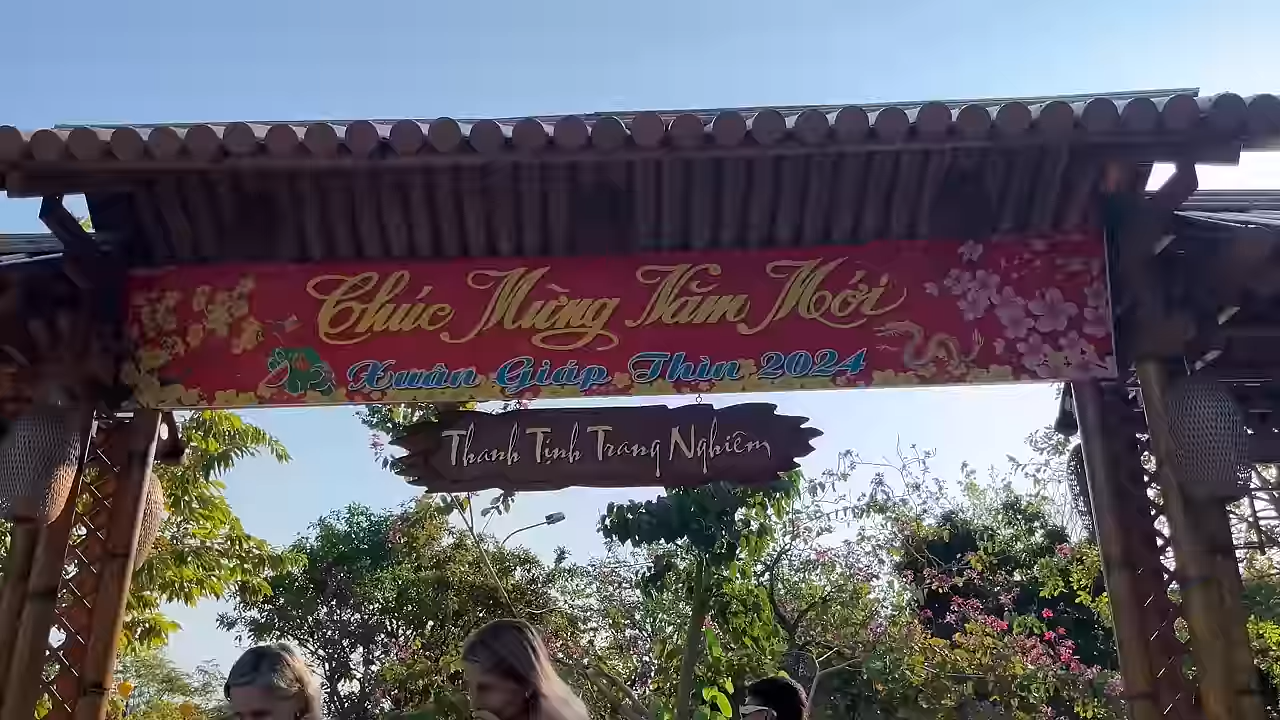 Chúc Mừng Năm Mới
Xuân Giáp Thìn 2024
Thanh Tịnh Trang Nghiêm